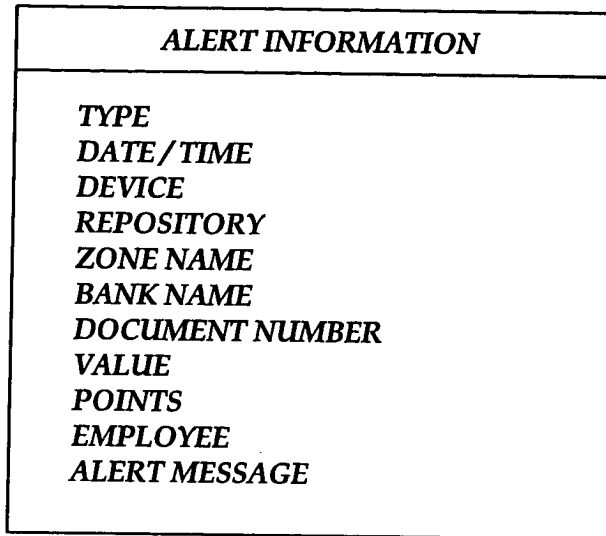 ALERT INFORMATION
TYPE
DATE / TIME
DEVICE
REPOSITORY
ZONE NAME
BANK NAME
DOCUMENT NUMBER
VALUE
POINTS
EMPLOYEE
ALERT MESSAGE